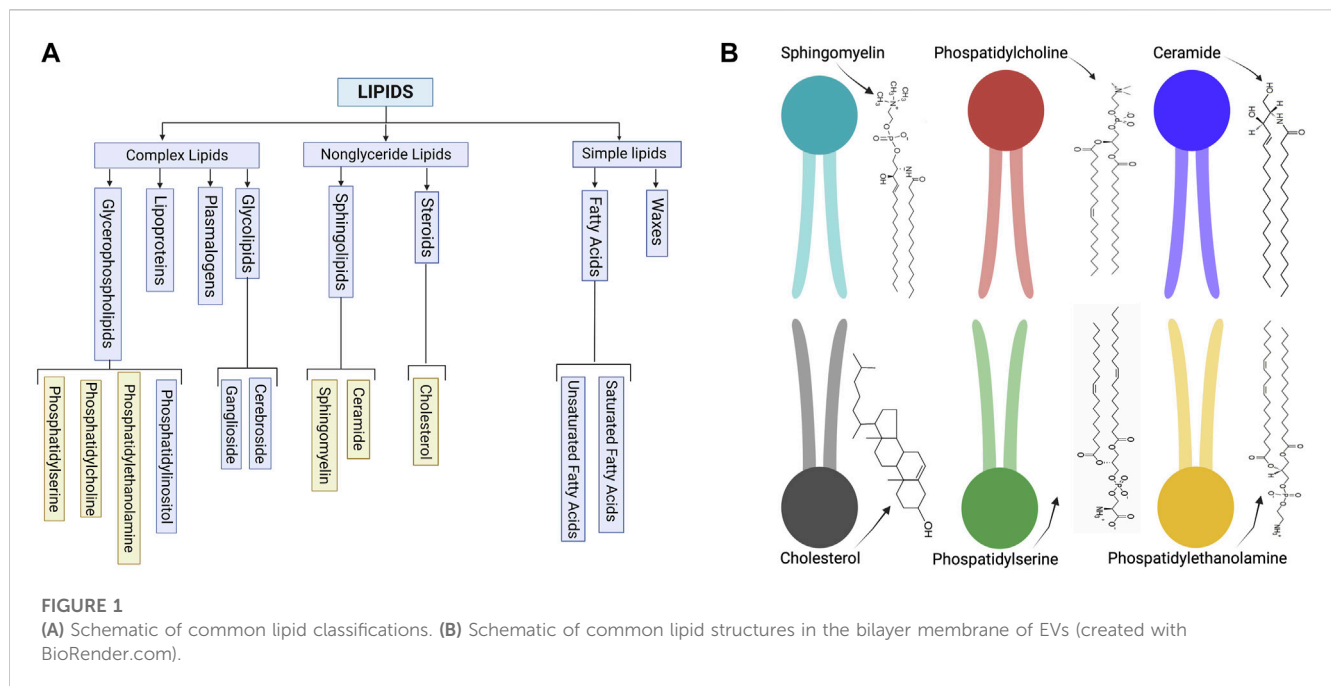 A
LIPIDS
Complex Lipids
Nonglyceride Lipids
Simple lipids
Glycerophospholipids
Lipoproteins
Plasmalogens
Glycolipids
Sphingolipids
Steroids
Fatty Acids
Waxes
Phosphatidylserine
Phosphatidylcholine
Phosphatidylethanolamine
Phosphatidylinositol
Ganglioside
Cerebroside
Sphingomyelin
Ceramide
Cholesterol
Unsaturated Fatty Acids
Saturated Fatty Acids
B
Sphingomyelin
Phospatidylcholine
Ceramide
Cholesterol
Phospatidylserine
Phospatidylethanolamine
OH
FIGURE 1
(A) Schematic of common lipid classifications. (B) Schematic of common lipid structures in the bilayer membrane of EVs (created with
BioRender.com).